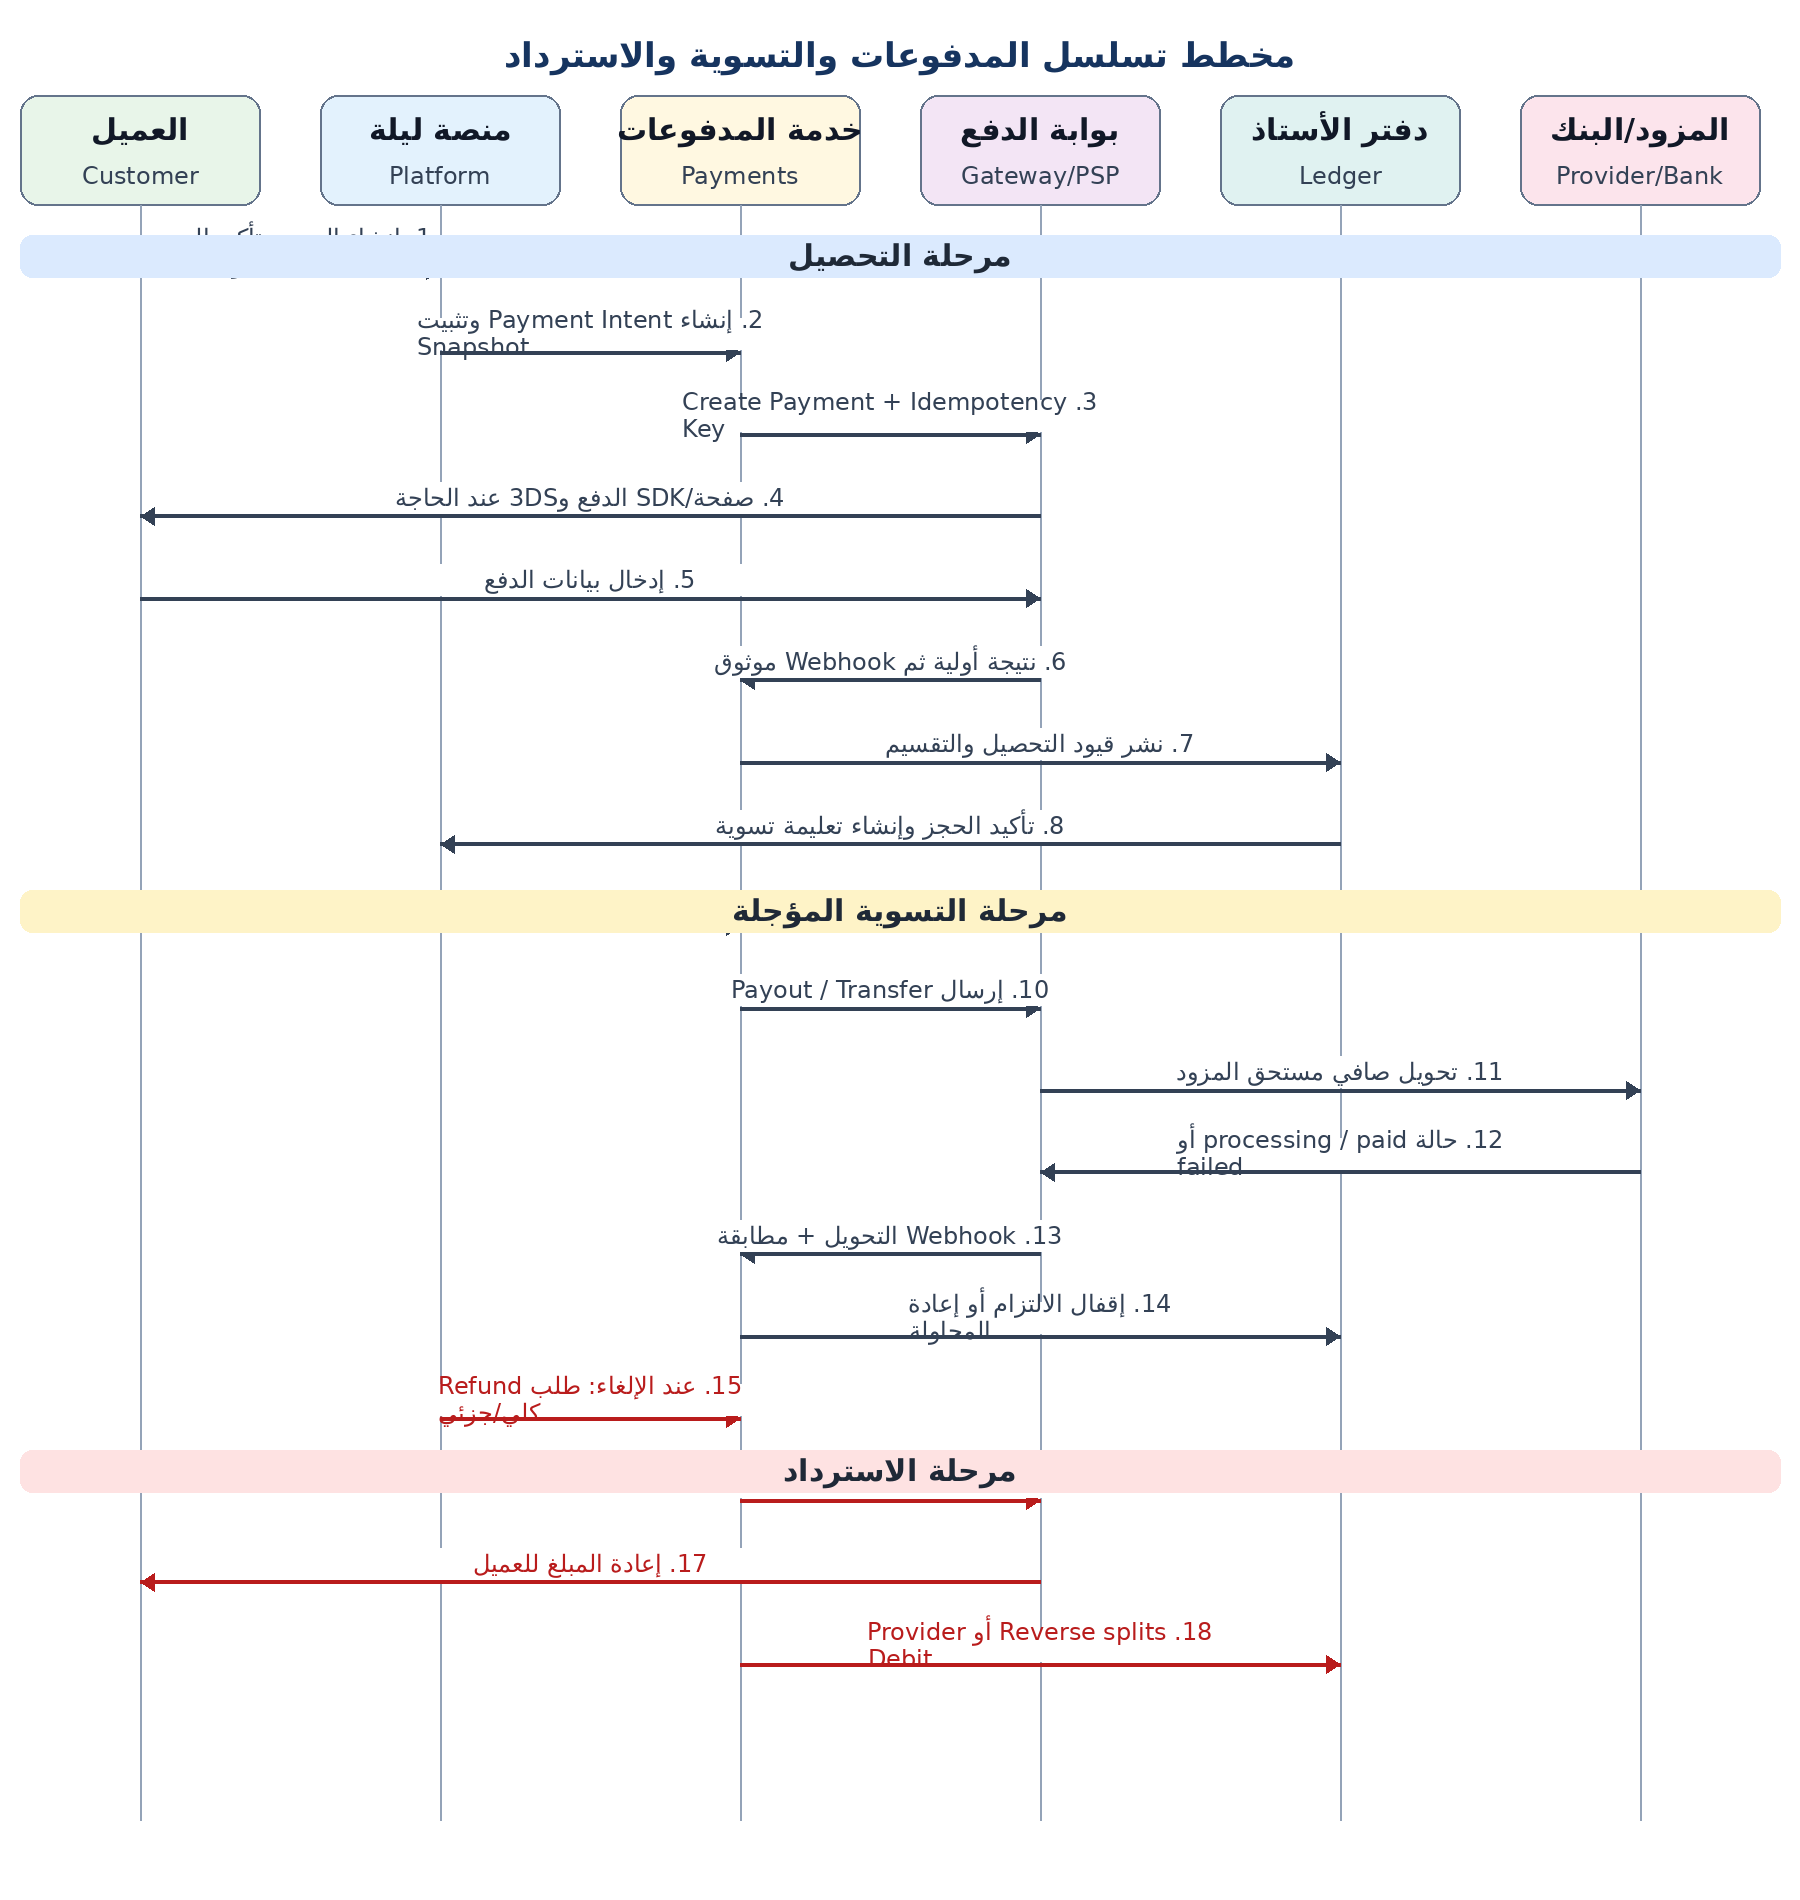 مخطط تسلسل المدفوعات والتسوية والاسترداد
العميل
Customer
منصة ليلة
Platform
خدمة المدفوعات
Payments
بوابة الدفع
Gateway/PSP
دفتر الأستاذ
Ledger
المزود/البنك
Provider/Bank
مرحلة التحصيل
2. إنشاء Payment Intent وتثبيت
Snapshot
3. Create Payment + Idempotency
Key
4. صفحة/SDK الدفع و3DS عند الحاجة
5. إدخال بيانات الدفع
6. نتيجة أولية ثم Webhook موثوق
7. نشر قيود التحصيل والتقسيم
8. تأكيد الحجز وإنشاء تعليمة تسوية
مرحلة التسوية المؤجلة
10. إرسال Payout / Transfer
11. تحويل صافي مستحق المزود
12. حالة processing / paid أو
failed
13. Webhook التحويل + مطابقة
14. إقفال الالتزام أو إعادة
المحاولة
15. عند الإلغاء: طلب Refund
كلي/جزئي
مرحلة الاسترداد
17. إعادة المبلغ للعميل
18. Reverse splits أو Provider
Debit